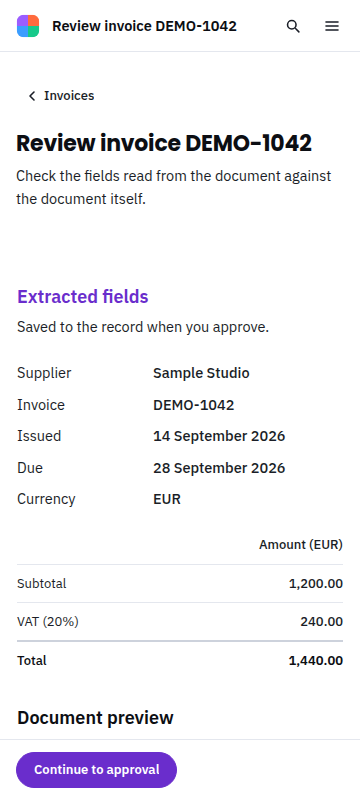 Review invoice DEMO-1042
Invoices
Review invoice DEMO-1042
Check the fields read from the document against
the document itself.
Extracted fields
Saved to the record when you approve.
Supplier Sample Studio
Invoice DEMO-1042
Issued 14 September 2026
Due 28 September 2026
Currency EUR
Amount (EUR)
Subtotal 1,200.00
VAT (20%) 240.00
Total 1,440.00
Document preview
Continue to approval